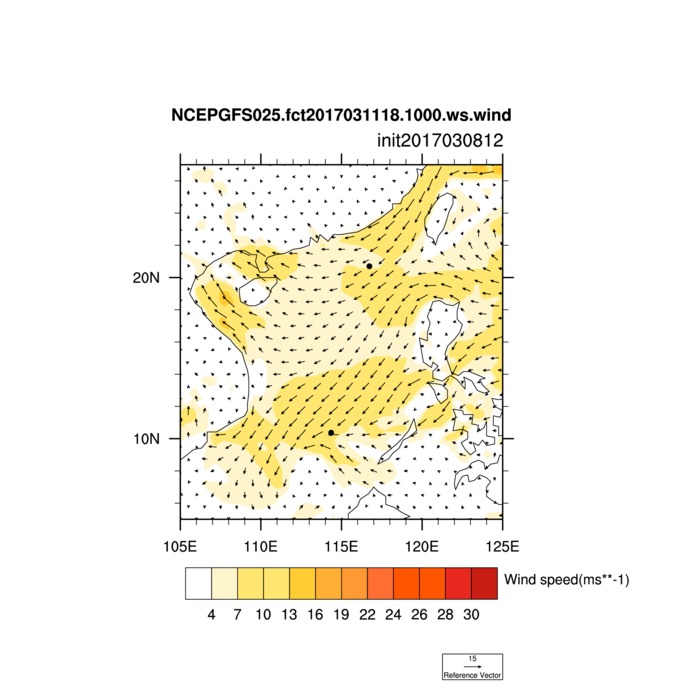 NCEPGFS025.fct2017031118.1000.ws.wind
init2017030812
20N
10N
105E 110E 115E 120E 125E
Wind speed(ms**-1)
4 7 10 13 16 19 22 24 26 28 30
15
Reference Vector